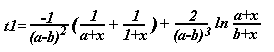 t1= -1/(a-b)² (1/(a+x) + 1/(1+x)) + 2/(a-b)³ ln (a+x)/(b+x)